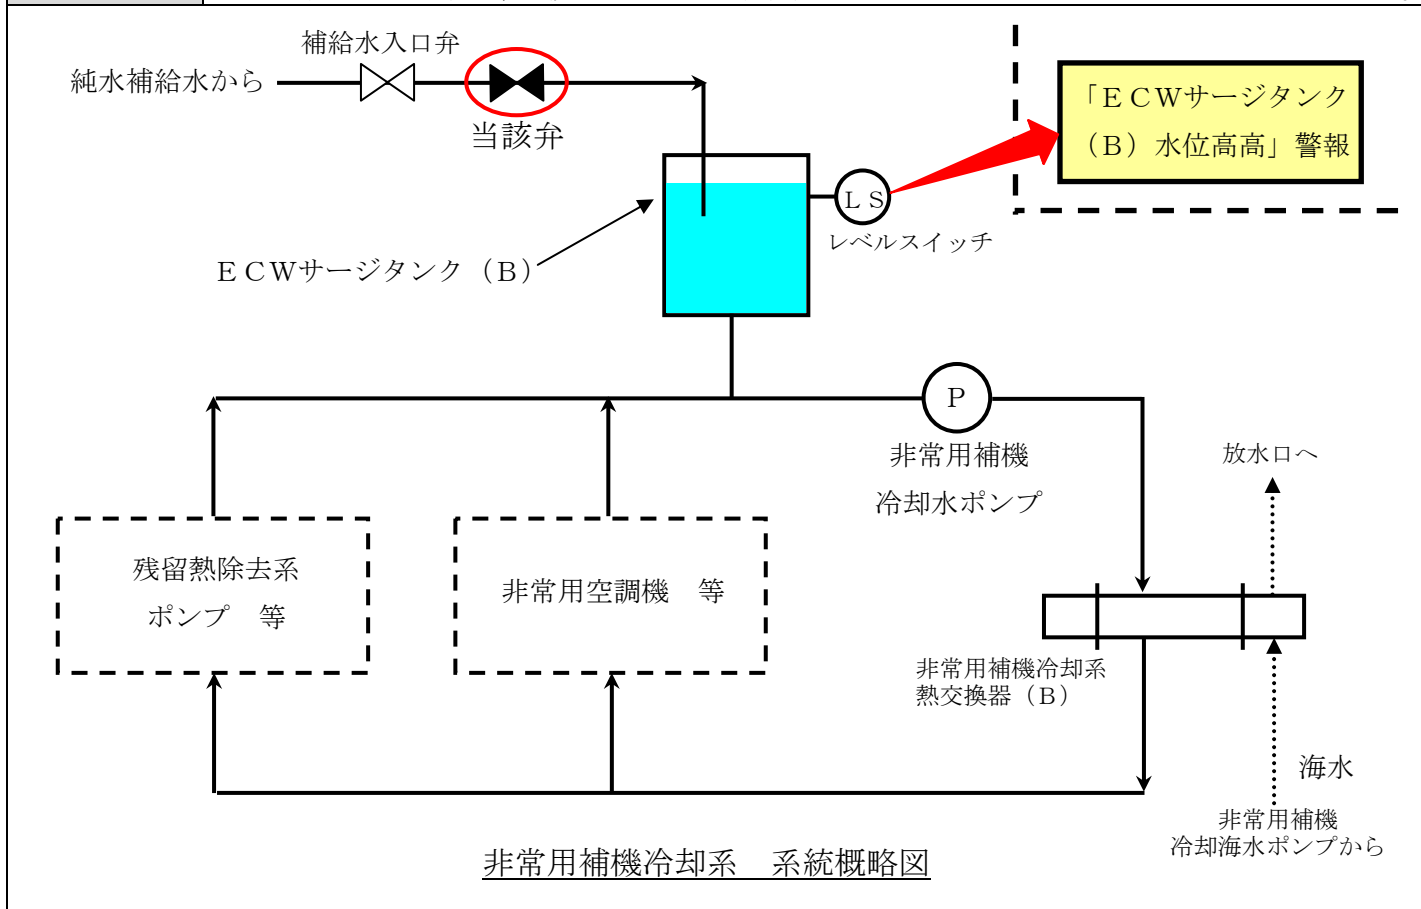 補給水入口弁
純水補給水から
当該弁
「ＥＣＷサージタンク
（Ｂ）水位高高」警報
ＬＳ
レベルスイッチ
ＥＣＷサージタンク（Ｂ）
Ｐ
非常用補機
冷却水ポンプ
放水口へ
残留熱除去系
ポンプ　等
非常用空調機　等
非常用補機冷却系
熱交換器（Ｂ）
海水
非常用補機
冷却海水ポンプから
非常用補機冷却系　系統概略図